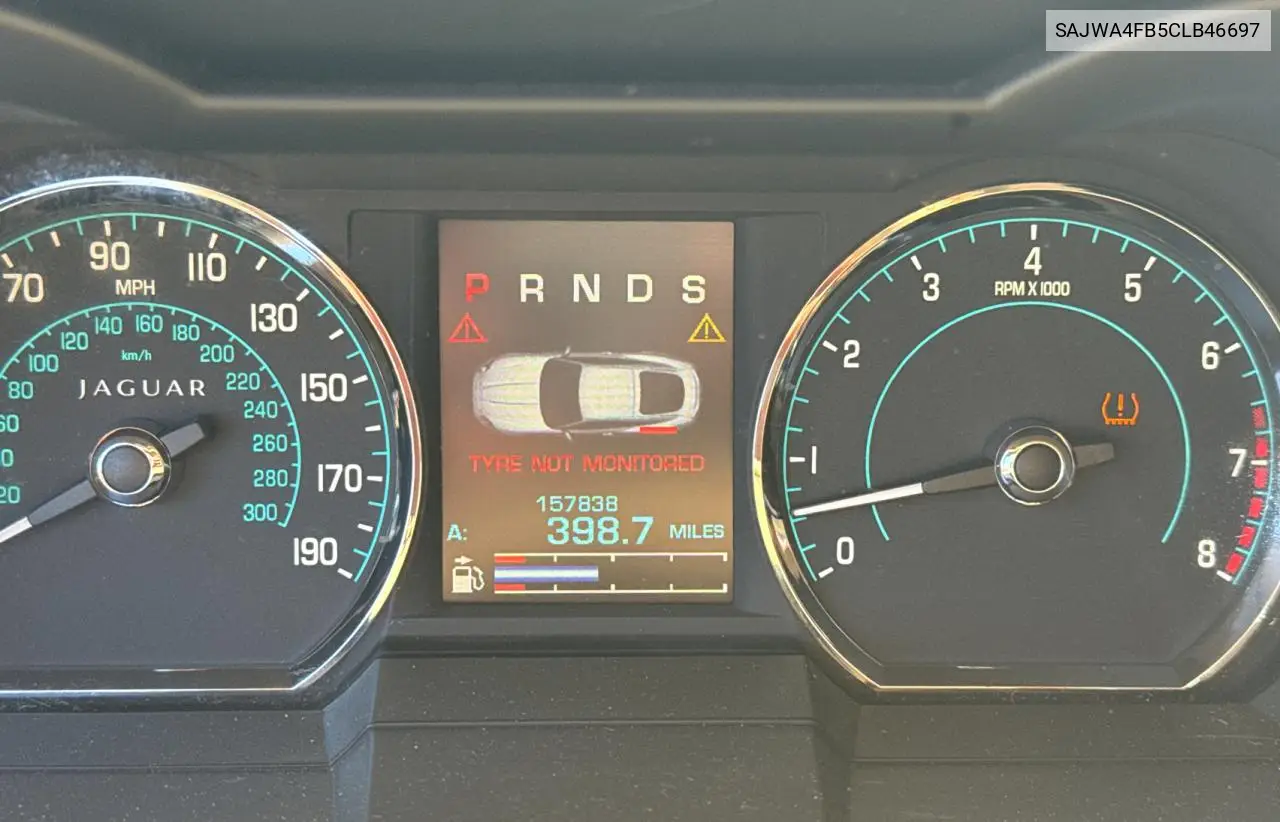 SAJWA4FB5CLB46697
70 90 110 130 150 170 190
MPH
20 60 80 100 120 140 160 180 200 220 240 260 280 300
km/h
JAGUAR
P R N D S
TYRE NOT MONITORED
157838
A: 398.7 MILES
0 1 2 3 4 5 6 7 8
RPM X 1000